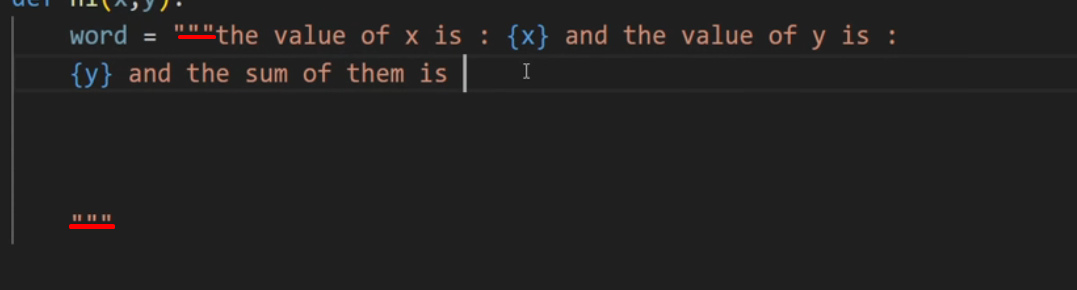 def hi(x,y):
word = """the value of x is : {x} and the value of y is :
{y} and the sum of them is
"""